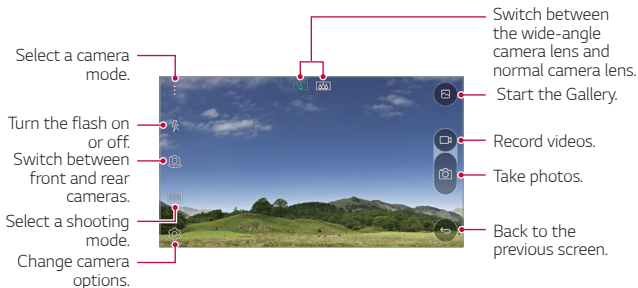 Select a camera
mode.
Turn the flash on
or off.
Switch between
front and rear
cameras.
Select a shooting
mode.
Change camera
options.
Switch between
the wide-angle
camera lens and
normal camera lens.
Start the Gallery.
Record videos.
Take photos.
Back to the
previous screen.